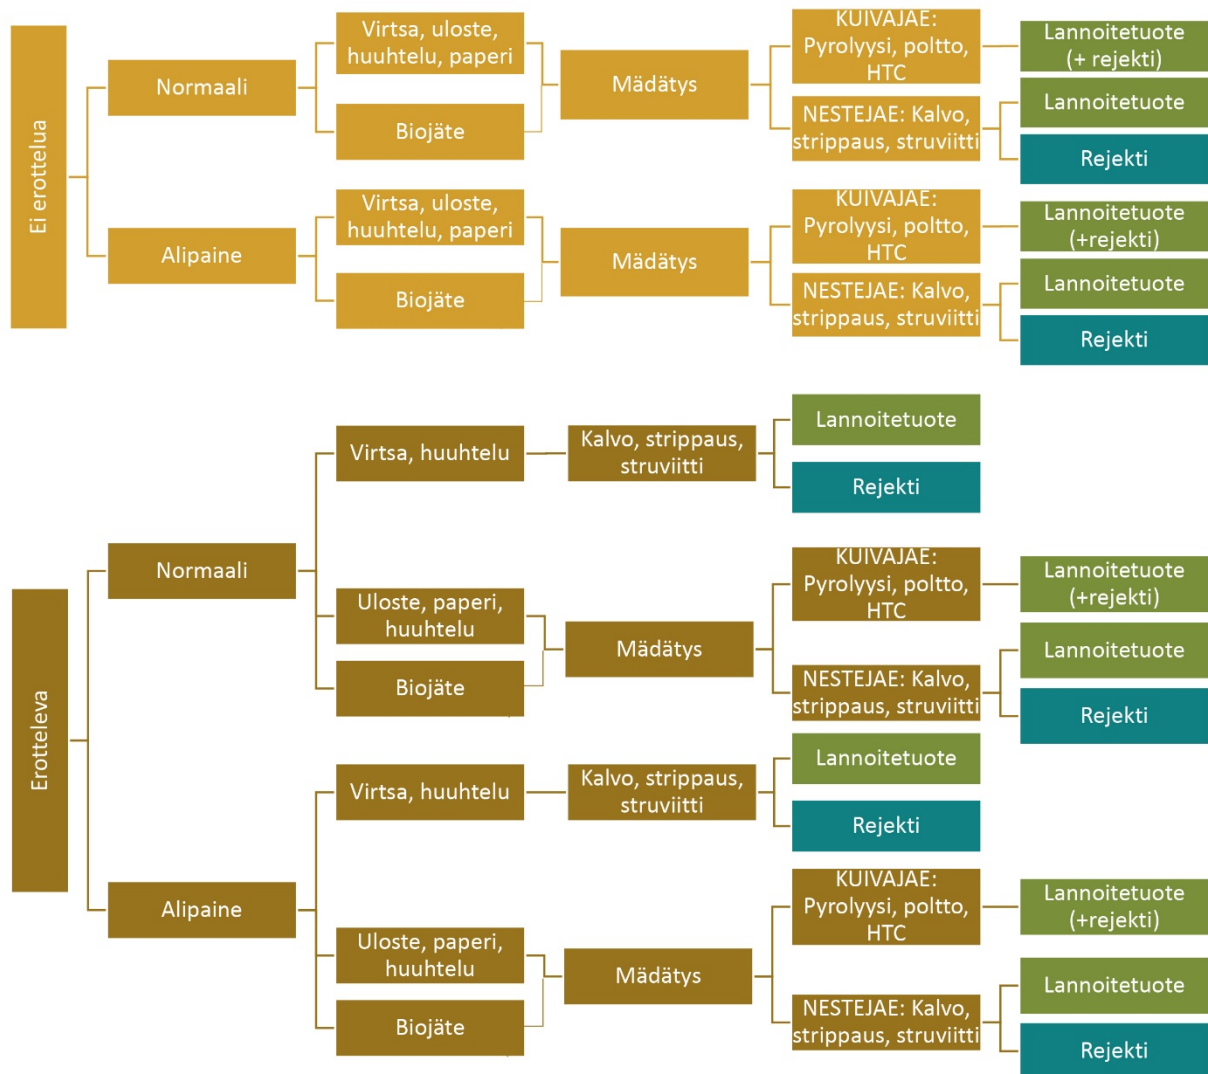 Ei erottelua
Normaali
Virtsa, uloste,
huuhtelu, paperi
Biojäte
Mädätys
KUIVAJAE:
Pyrolyysi, poltto,
HTC
Lannoitetuote
(+ rejekti)
NESTEJAE: Kalvo,
strippaus, struviitti
Lannoitetuote
Rejekti
Alipaine
Virtsa, uloste,
huuhtelu, paperi
Biojäte
Mädätys
KUIVAJAE:
Pyrolyysi, poltto,
HTC
Lannoitetuote
(+rejekti)
NESTEJAE: Kalvo,
strippaus, struviitti
Lannoitetuote
Rejekti
Erotteleva
Normaali
Virtsa, huuhtelu
Kalvo, strippaus,
struviitti
Lannoitetuote
Rejekti
Uloste, paperi,
huuhtelu
Biojäte
Mädätys
KUIVAJAE:
Pyrolyysi, poltto,
HTC
Lannoitetuote
(+rejekti)
NESTEJAE: Kalvo,
strippaus, struviitti
Lannoitetuote
Rejekti
Alipaine
Virtsa, huuhtelu
Kalvo, strippaus,
struviitti
Lannoitetuote
Rejekti
Uloste, paperi,
huuhtelu
Biojäte
Mädätys
KUIVAJAE:
Pyrolyysi, poltto,
HTC
Lannoitetuote
(+rejekti)
NESTEJAE: Kalvo,
strippaus, struviitti
Lannoitetuote
Rejekti